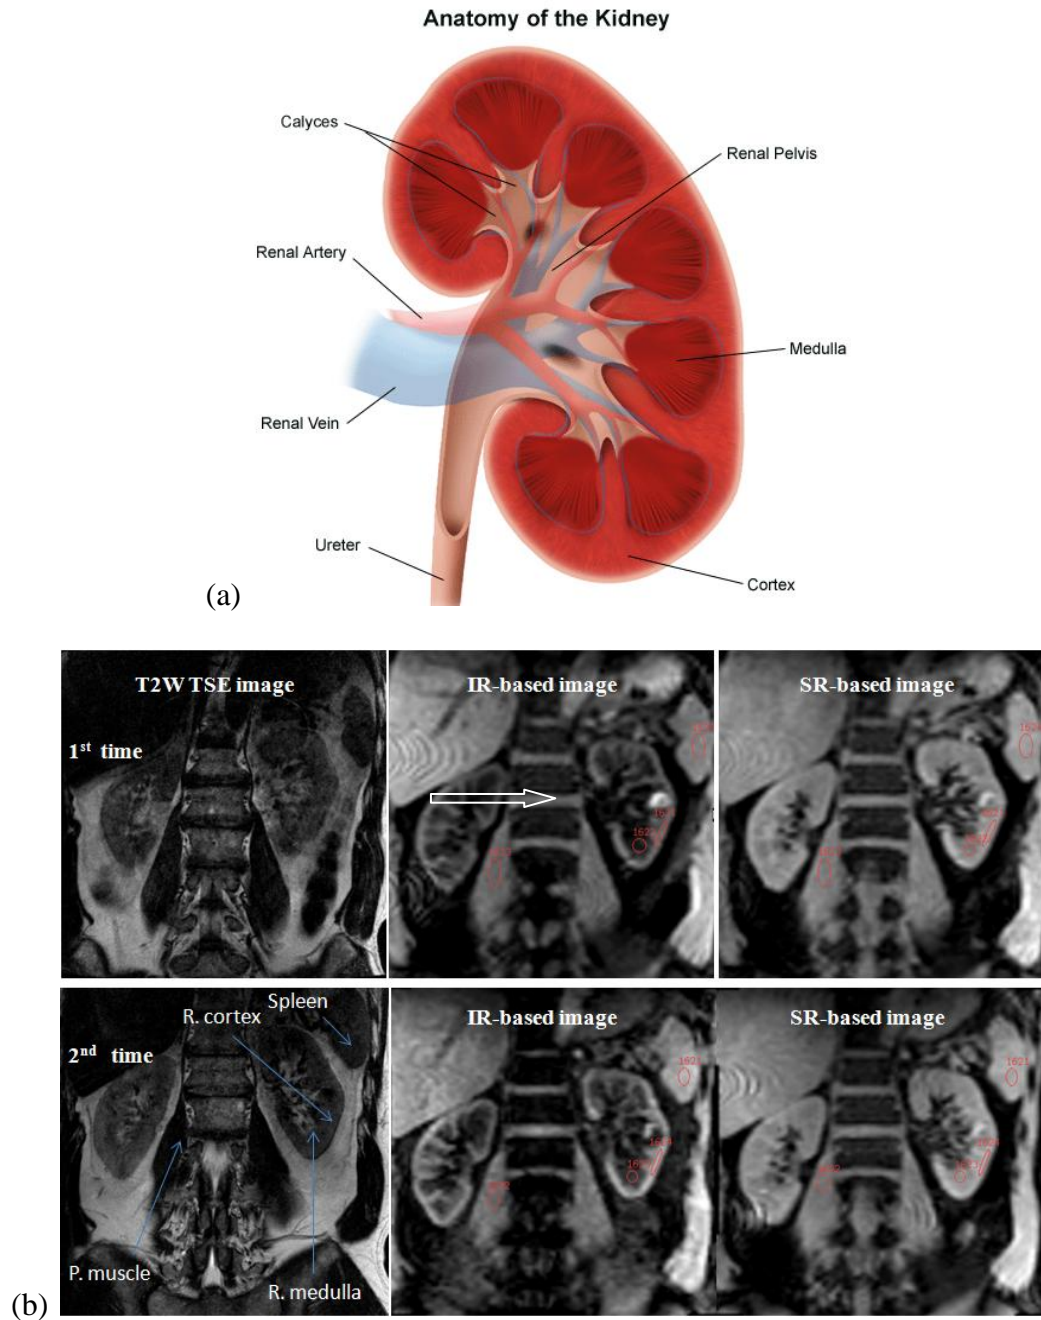 Anatomy of the Kidney
Calyces
Renal Pelvis
Renal Artery
Medulla
Renal Vein
Ureter
Cortex
(a)
T2W TSE image
IR-based image
SR-based image
1st time
Spleen
R. cortex
IR-based image
SR-based image
2nd time
1621
P. muscle
R. medulla
(b)